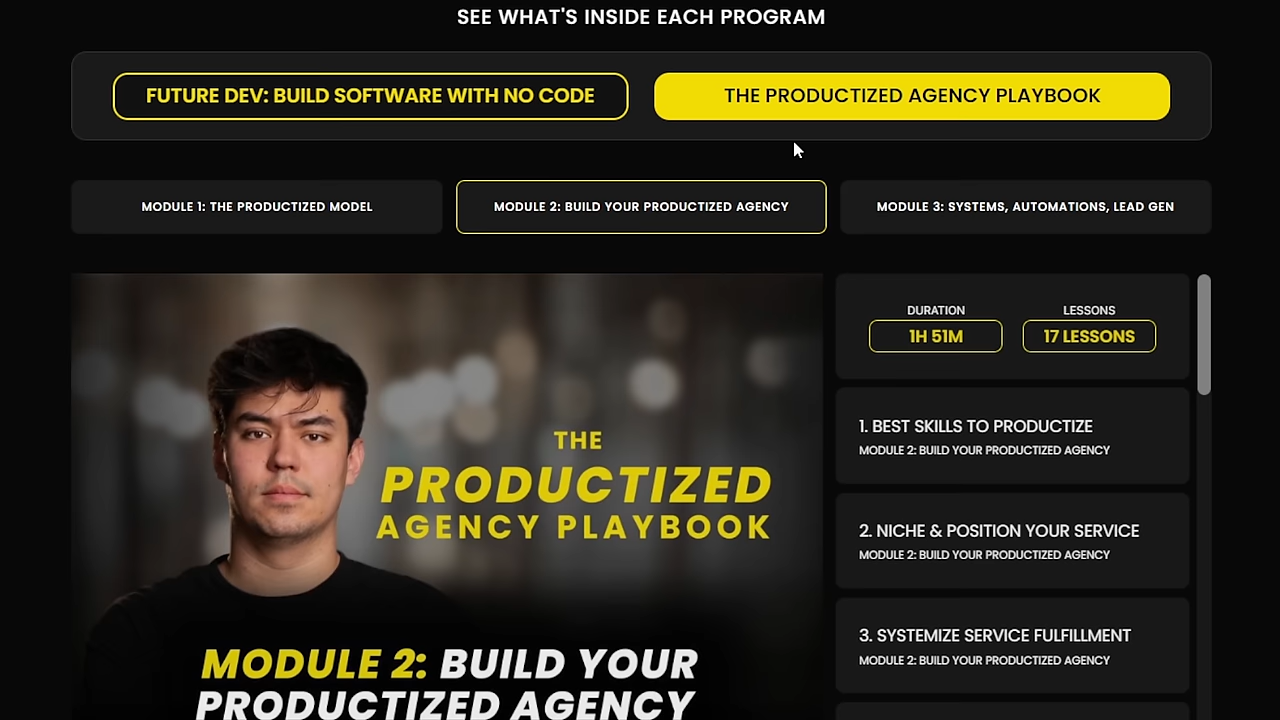 SEE WHAT'S INSIDE EACH PROGRAM
FUTURE DEV: BUILD SOFTWARE WITH NO CODE
THE PRODUCTIZED AGENCY PLAYBOOK
MODULE 1: THE PRODUCTIZED MODEL
MODULE 2: BUILD YOUR PRODUCTIZED AGENCY
MODULE 3: SYSTEMS, AUTOMATIONS, LEAD GEN
THE
PRODUCTIZED
AGENCY PLAYBOOK
MODULE 2: BUILD YOUR
PRODUCTIZED AGENCY
DURATION
1H 51M
LESSONS
17 LESSONS
1. BEST SKILLS TO PRODUCTIZE
MODULE 2: BUILD YOUR PRODUCTIZED AGENCY
2. NICHE & POSITION YOUR SERVICE
MODULE 2: BUILD YOUR PRODUCTIZED AGENCY
3. SYSTEMIZE SERVICE FULFILLMENT
MODULE 2: BUILD YOUR PRODUCTIZED AGENCY